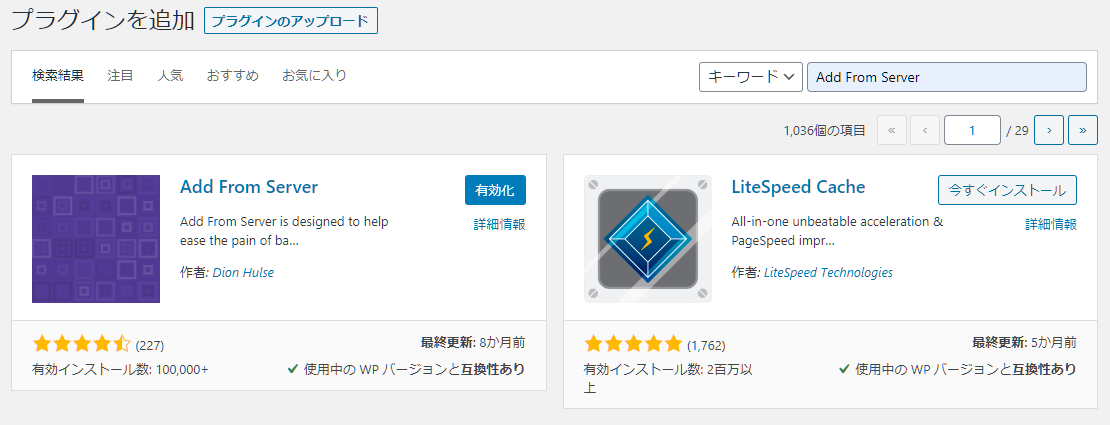 プラグインを追加 プラグインのアップロード
検索結果 注目 人気 おすすめ お気に入り キーワード Add From Server
1,036個の項目 « ‹ 1 / 29 › »
Add From Server 有効化
詳細情報
Add From Server is designed to help
ease the pain of ba...
作者: Dion Hulse
(227) 最終更新: 8か月前
有効インストール数: 100,000+ 使用中の WP バージョンと互換性あり
LiteSpeed Cache 今すぐインストール
詳細情報
All-in-one unbeatable acceleration &
PageSpeed impr...
作者: LiteSpeed Technologies
(1,762) 最終更新: 5か月前
有効インストール数: 2百万以
上
使用中の WP バージョンと互換性あり